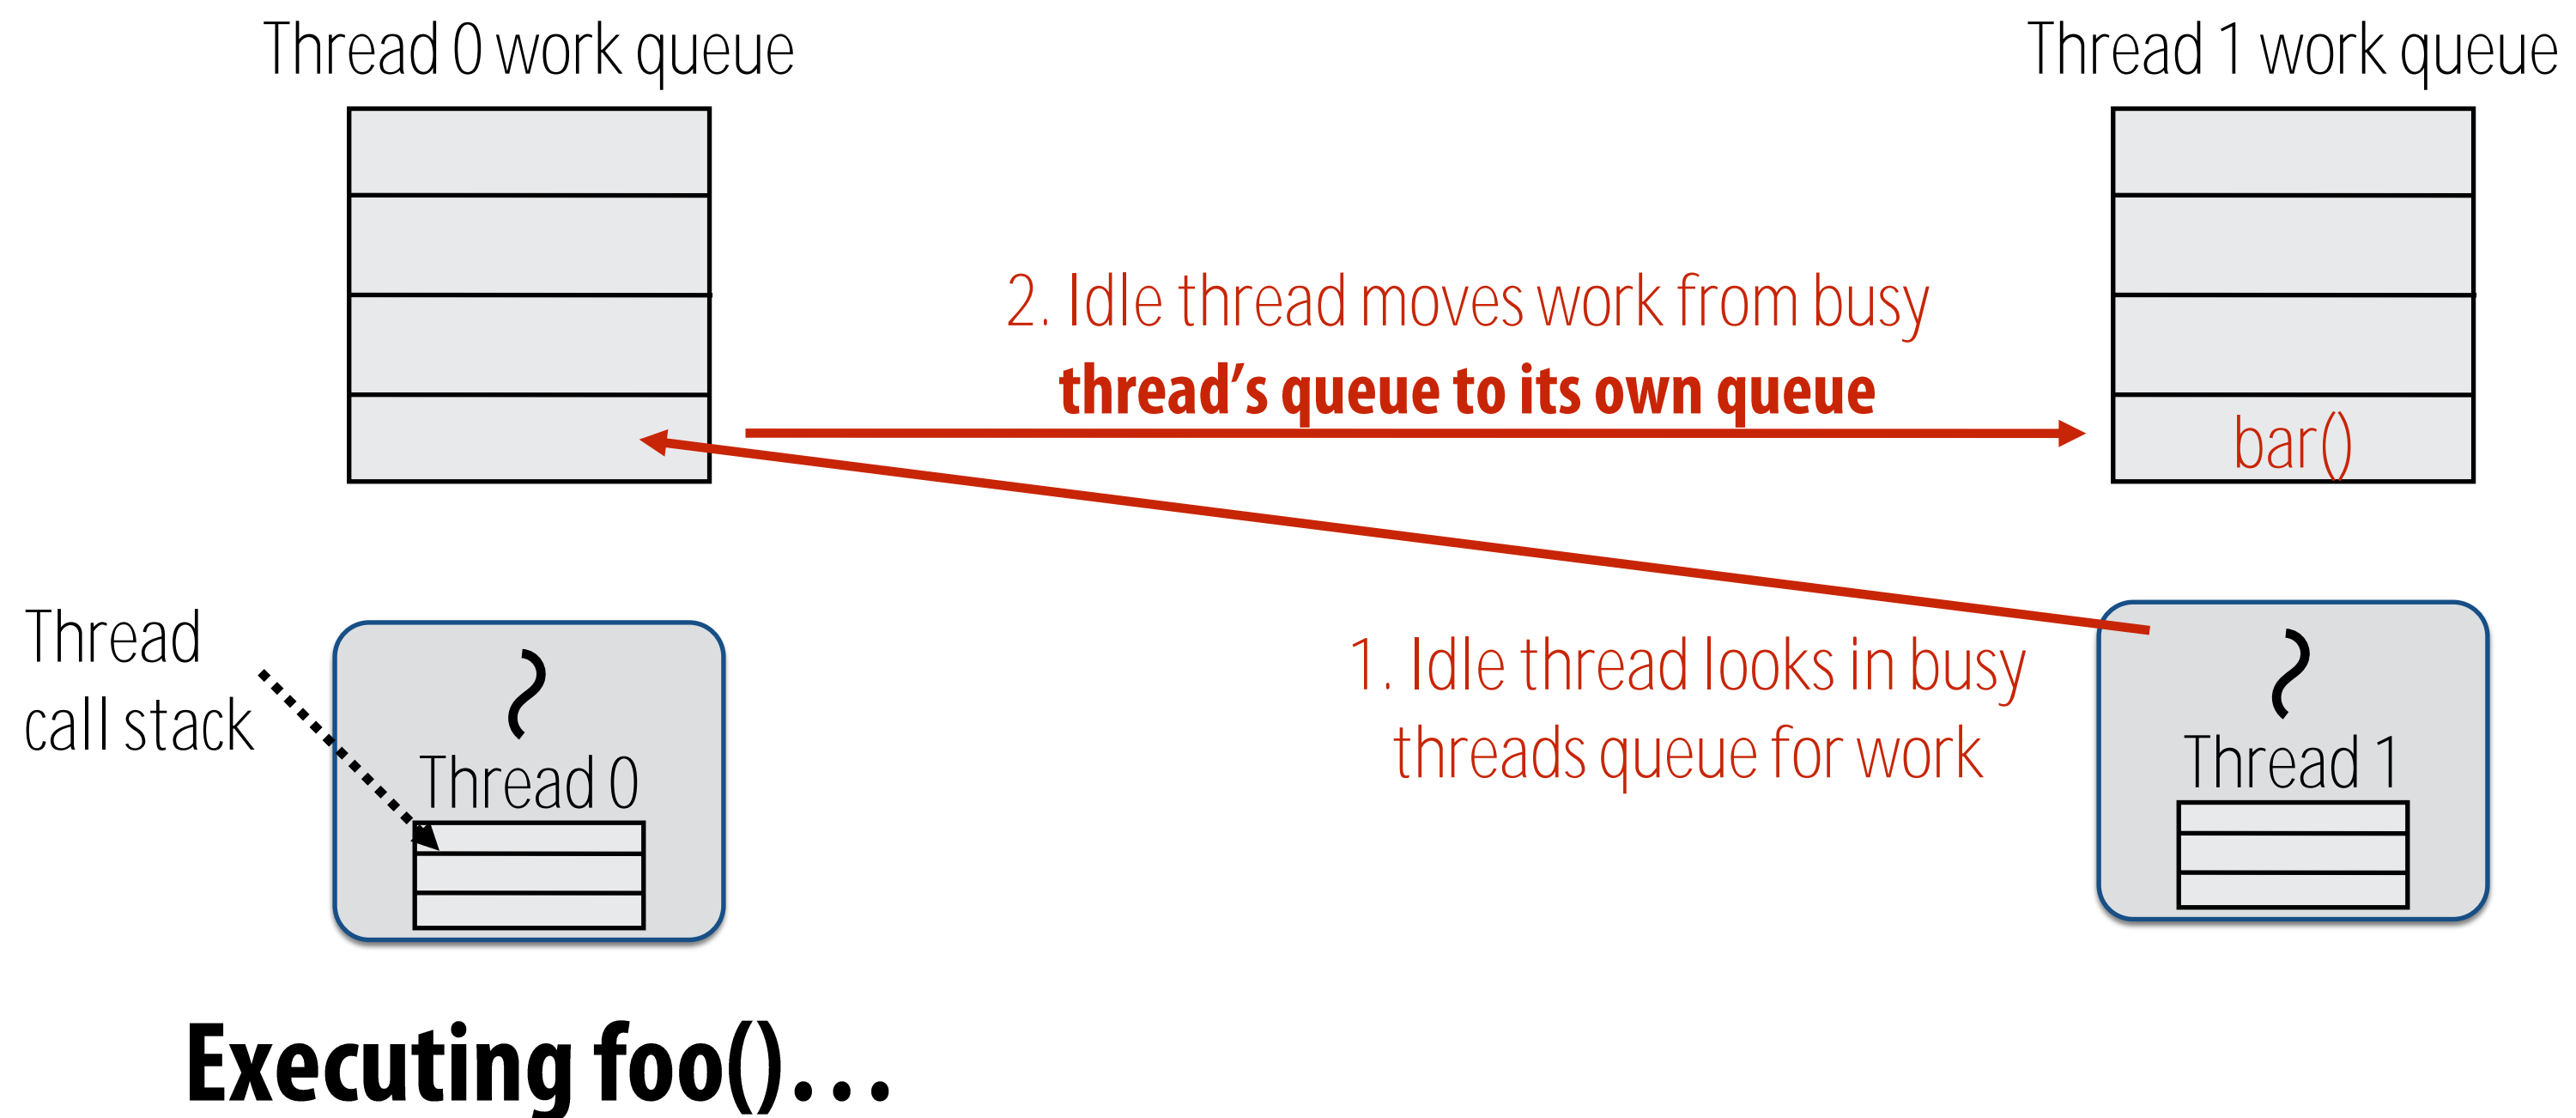 Thread 0 work queue
Thread 1 work queue
2. Idle thread moves work from busy
thread’s queue to its own queue
bar()
Thread
call stack
1. Idle thread looks in busy
threads queue for work
Thread 0
Thread 1
Executing foo()…